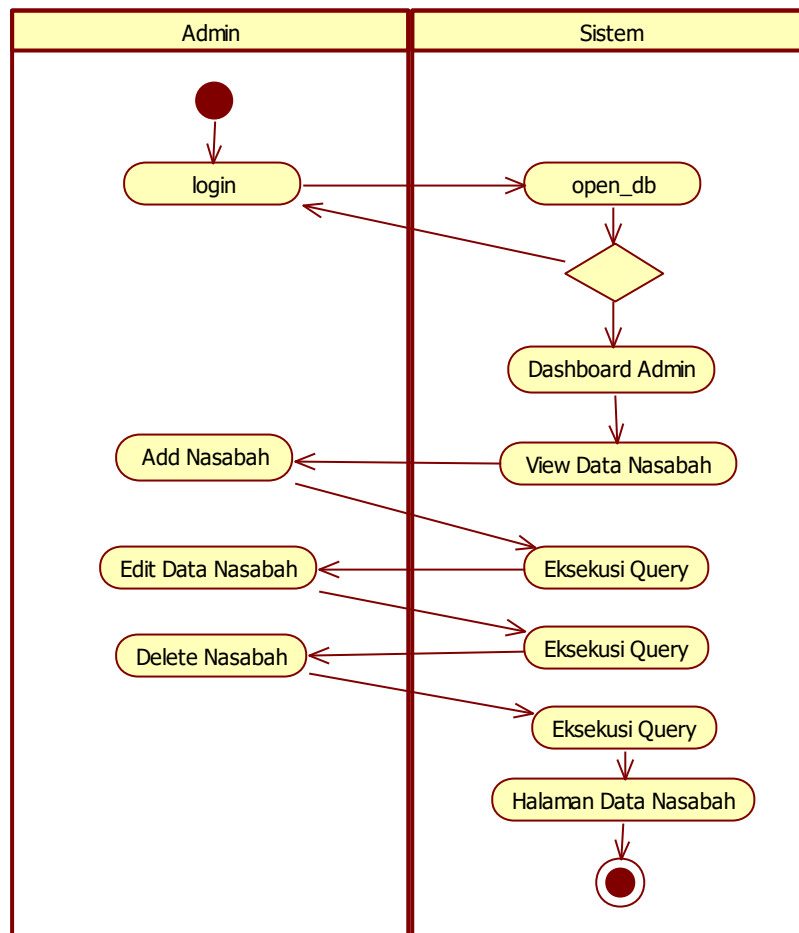 Admin
Sistem
login
open_db
Dashboard Admin
View Data Nasabah
Add Nasabah
Eksekusi Query
Edit Data Nasabah
Eksekusi Query
Delete Nasabah
Eksekusi Query
Halaman Data Nasabah